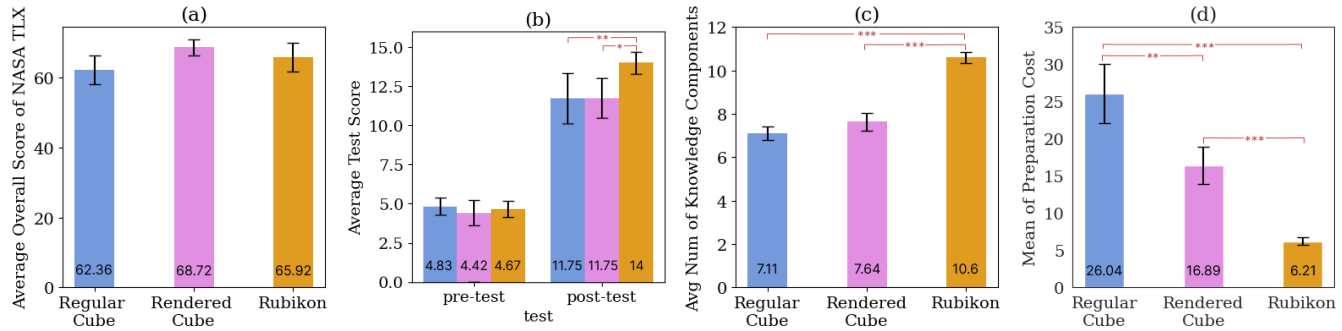 (a)
Average Overall Score of NASA TLX
60
40
20
0
62.36
68.72
65.92
Regular
Cube
Rendered
Cube
Rubikon
(b)
Average Test Score
15.0
12.5
10.0
7.5
5.0
2.5
0.0
**
*
4.83
4.42
4.67
11.75
11.75
14
pre-test
post-test
test
(c)
Avg Num of Knowledge Components
12
10
8
6
4
2
0
***
***
7.11
7.64
10.6
Regular
Cube
Rendered
Cube
Rubikon
(d)
Mean of Preparation Cost
35
30
25
20
15
10
5
0
***
**
***
26.04
16.89
6.21
Regular
Cube
Rendered
Cube
Rubikon